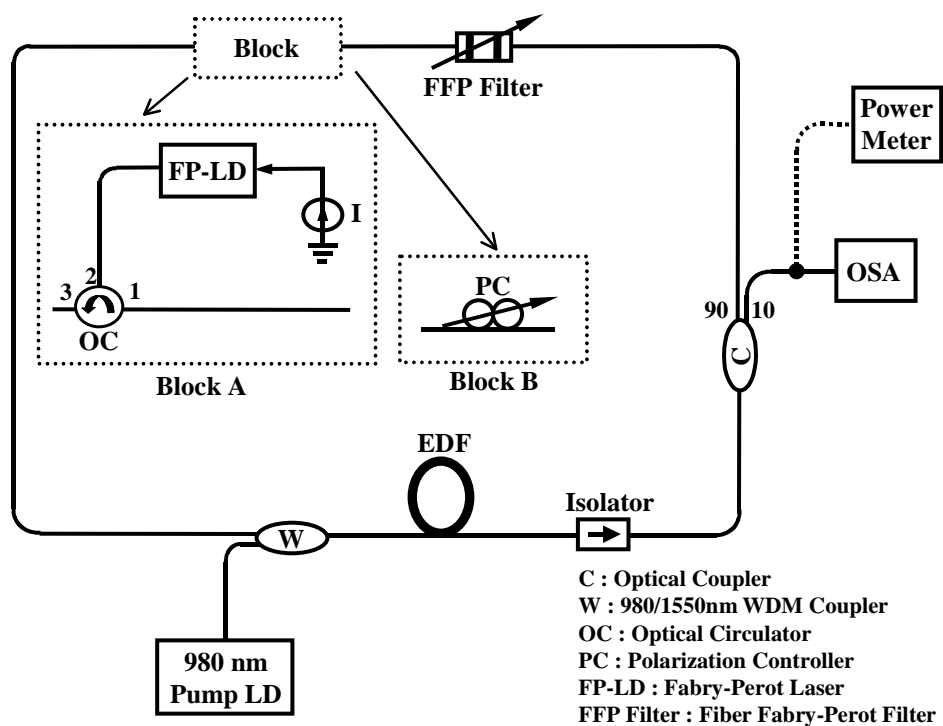 Block
FFP Filter
Power
Meter
FP-LD
I
2
3
1
OC
PC
OSA
90
10
C
Block A
Block B
EDF
Isolator
W
980 nm
Pump LD
C : Optical Coupler
W : 980/1550nm WDM Coupler
OC : Optical Circulator
PC : Polarization Controller
FP-LD : Fabry-Perot Laser
FFP Filter : Fiber Fabry-Perot Filter